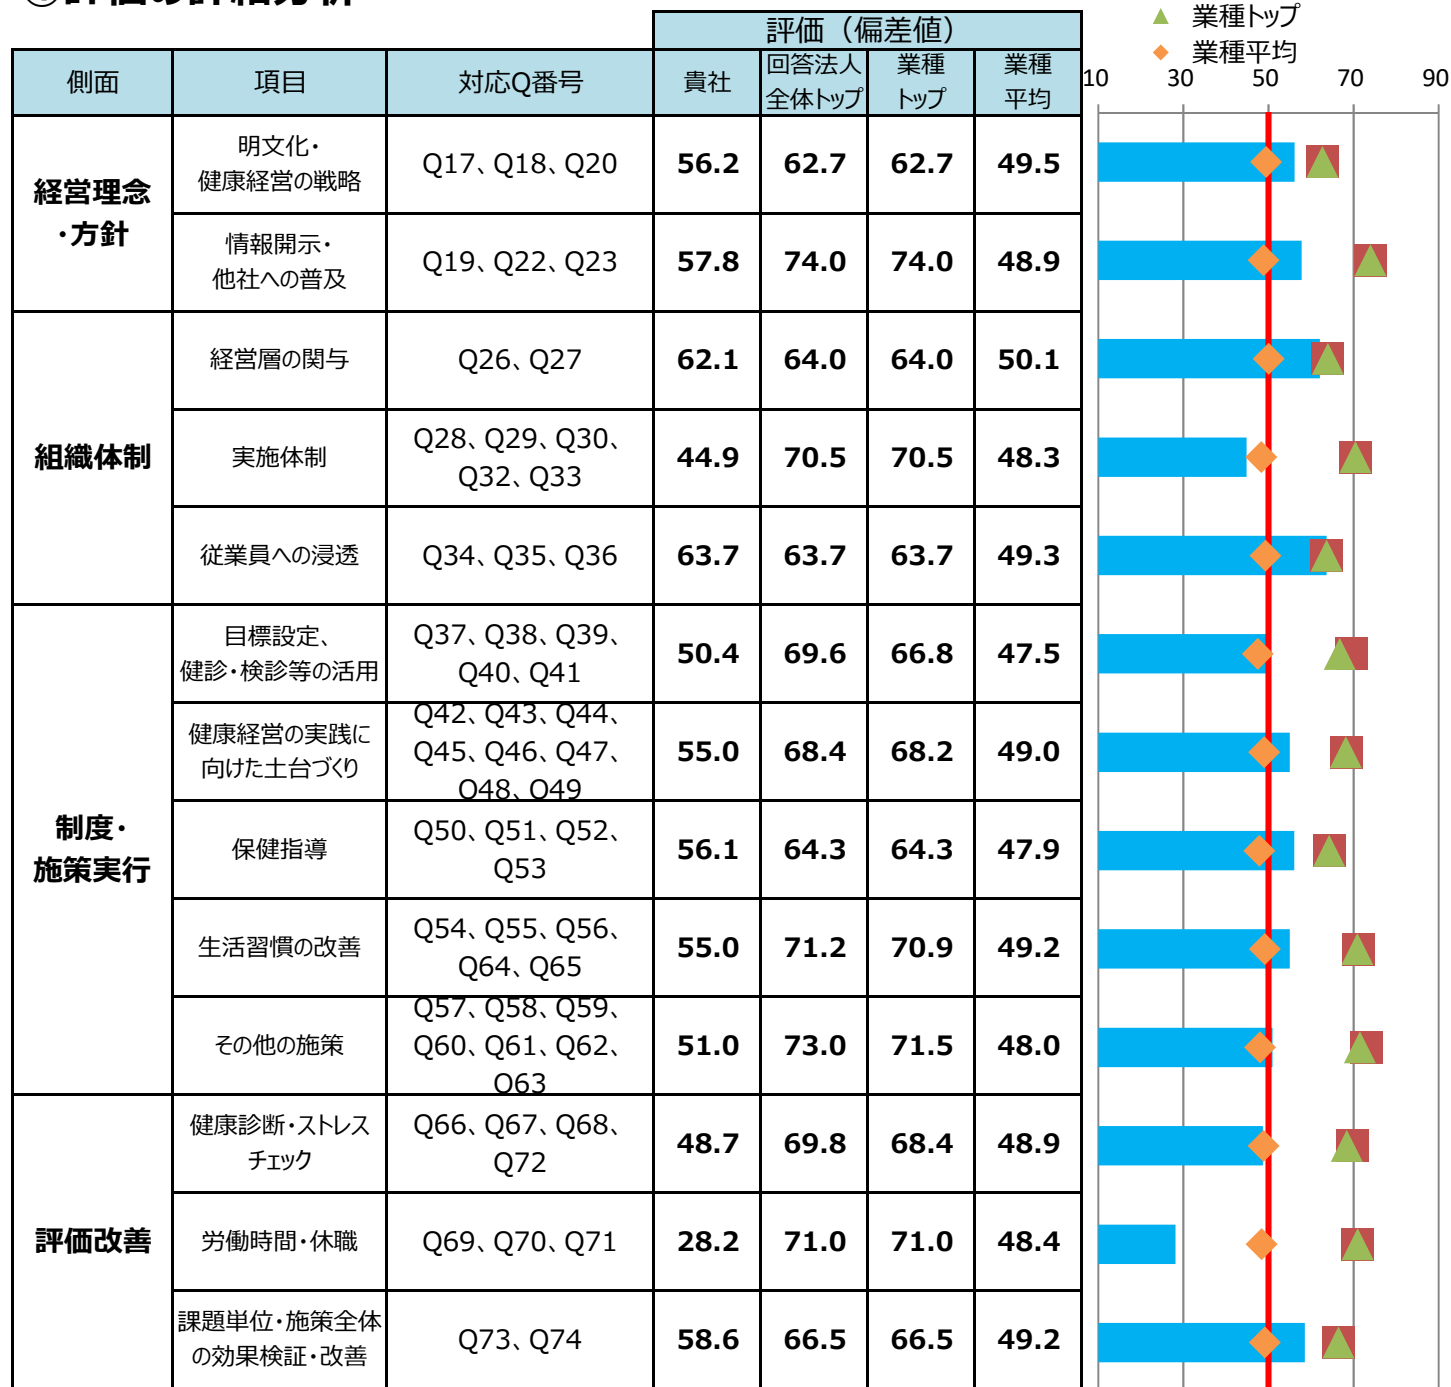 ③評価の詳細分析
▲ 業種トップ
◆ 業種平均
評価（偏差値）
側面 項目 対応Q番号 貴社 回答法人 業種 業種
全体トップ トップ 平均
10 30 50 70 90
経営理念
・方針
明文化・
健康経営の戦略
Q17、Q18、Q20 56.2 62.7 62.7 49.5
情報開示・
他社への普及
Q19、Q22、Q23 57.8 74.0 74.0 48.9
組織体制
経営層の関与 Q26、Q27 62.1 64.0 64.0 50.1
実施体制
Q28、Q29、Q30、
Q32、Q33
44.9 70.5 70.5 48.3
従業員への浸透 Q34、Q35、Q36 63.7 63.7 63.7 49.3
制度・
施策実行
目標設定、
健診・検診等の活用
Q37、Q38、Q39、
Q40、Q41
50.4 69.6 66.8 47.5
健康経営の実践に
向けた土台づくり
Q42、Q43、Q44、
Q45、Q46、Q47、
Q48、Q49
55.0 68.4 68.2 49.0
保健指導
Q50、Q51、Q52、
Q53
56.1 64.3 64.3 47.9
生活習慣の改善
Q54、Q55、Q56、
Q64、Q65
55.0 71.2 70.9 49.2
その他の施策
Q57、Q58、Q59、
Q60、Q61、Q62、
Q63
51.0 73.0 71.5 48.0
評価改善
健康診断・ストレス
チェック
Q66、Q67、Q68、
Q72
48.7 69.8 68.4 48.9
労働時間・休職 Q69、Q70、Q71 28.2 71.0 71.0 48.4
課題単位・施策全体
の効果検証・改善
Q73、Q74 58.6 66.5 66.5 49.2